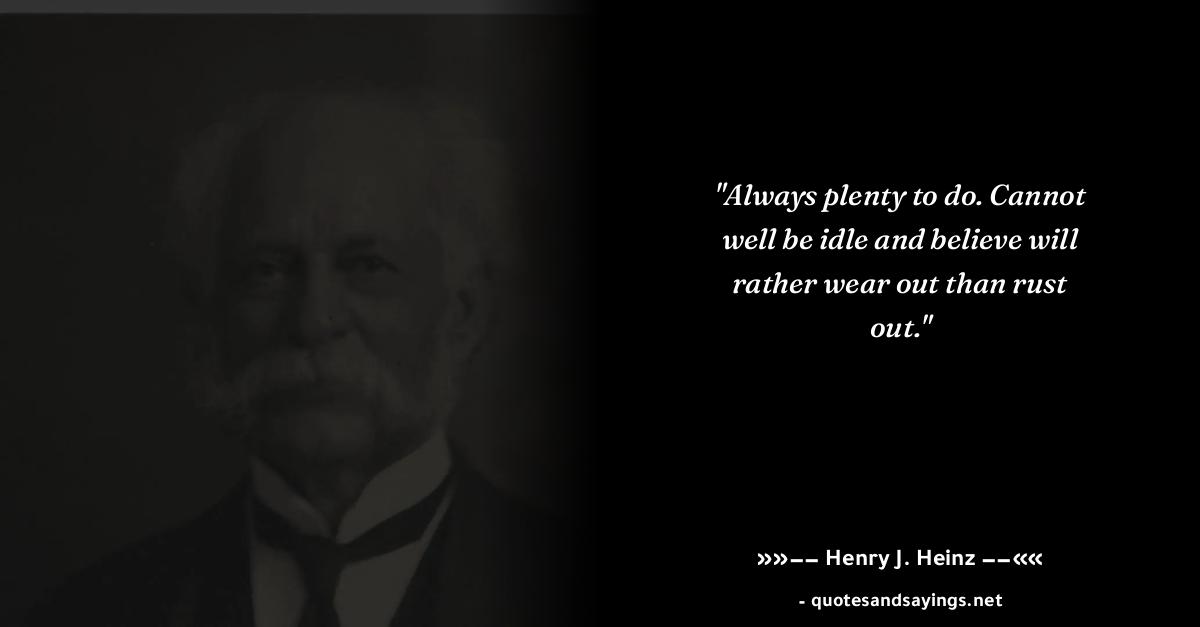 "Always plenty to do. Cannot
well be idle and believe will
rather wear out than rust
out."
»»—— Henry J. Heinz ——««
- quotesandsayings.net